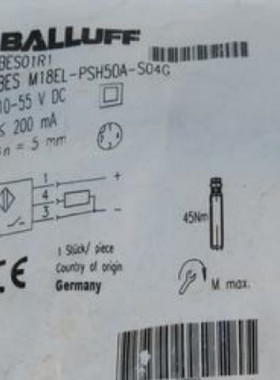 BALLUFF
BES01R1
BES M18EL-PSH50A-S04G
10-55 V DC
≤ 200 mA
Sn = 5 mm
1 +
4
3 -
45Nm
1 Stück/ piece
CE
Country of origin
Germany
M. max.